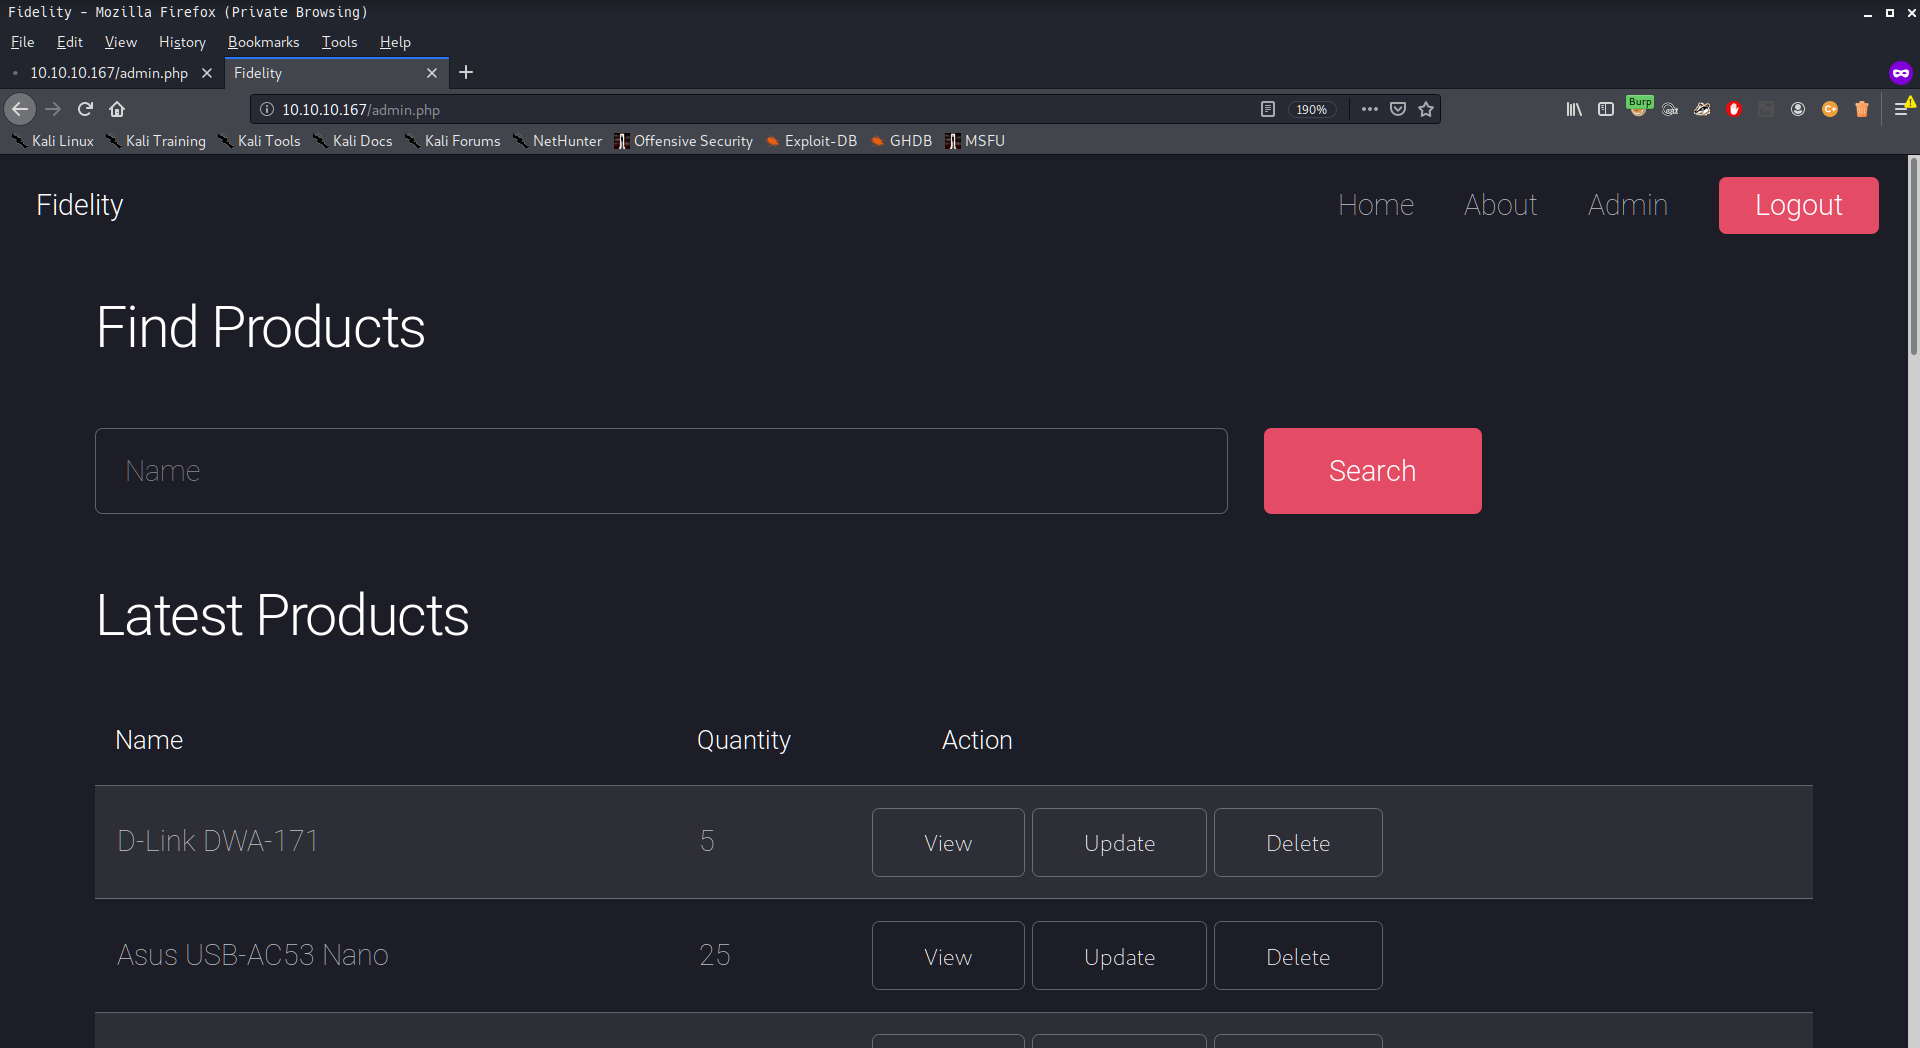 Fidelity - Mozilla Firefox (Private Browsing)
File Edit View History Bookmarks Tools Help
10.10.10.167/admin.php Fidelity
10.10.10.167/admin.php 190% Burp
Kali Linux Kali Training Kali Tools Kali Docs Kali Forums NetHunter Offensive Security Exploit-DB GHDB MSFU
Fidelity Home About Admin Logout
Find Products
Name Search
Latest Products
Name Quantity Action
D-Link DWA-171 5 View Update Delete
Asus USB-AC53 Nano 25 View Update Delete